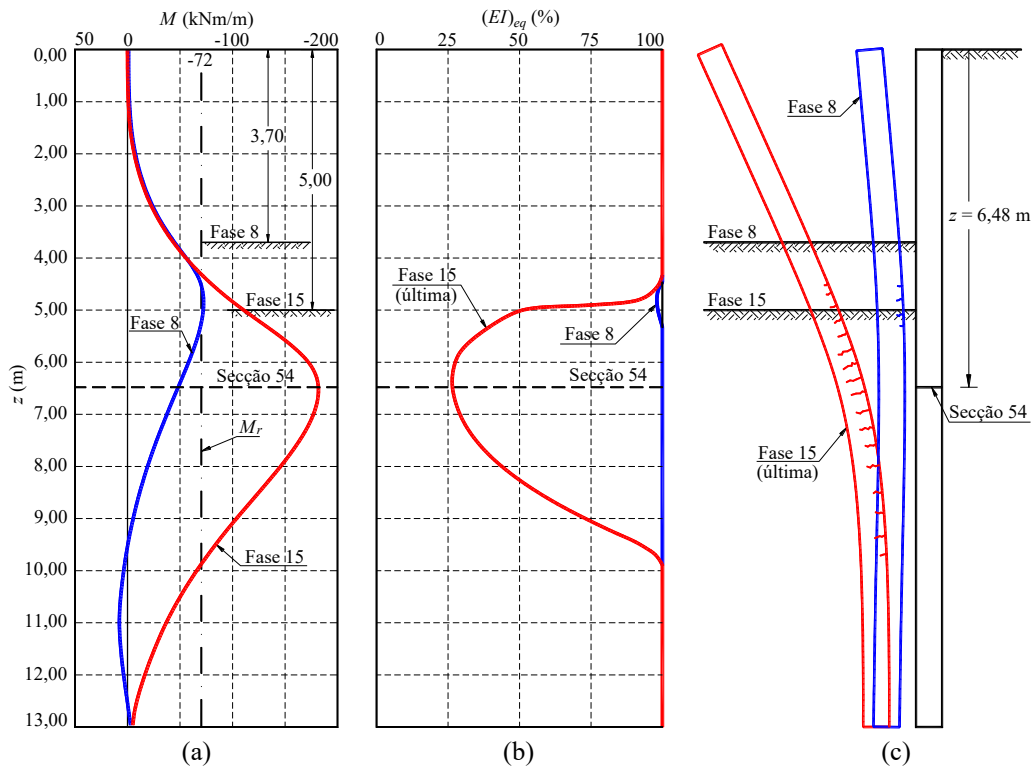 M (kNm/m)
50
0
-100
-200
-72
0,00
1,00
2,00
3,00
4,00
5,00
6,00
7,00
8,00
9,00
10,00
11,00
12,00
13,00
z (m)
3,70
5,00
Fase 8
Fase 15
Fase 8
Secção 54
M_r
Fase 15
(a)
(EI)_eq (%)
0
25
50
75
100
Fase 15
(última)
Fase 8
Secção 54
(b)
Fase 8
Fase 8
Fase 15
z = 6,48 m
Secção 54
Fase 15
(última)
(c)